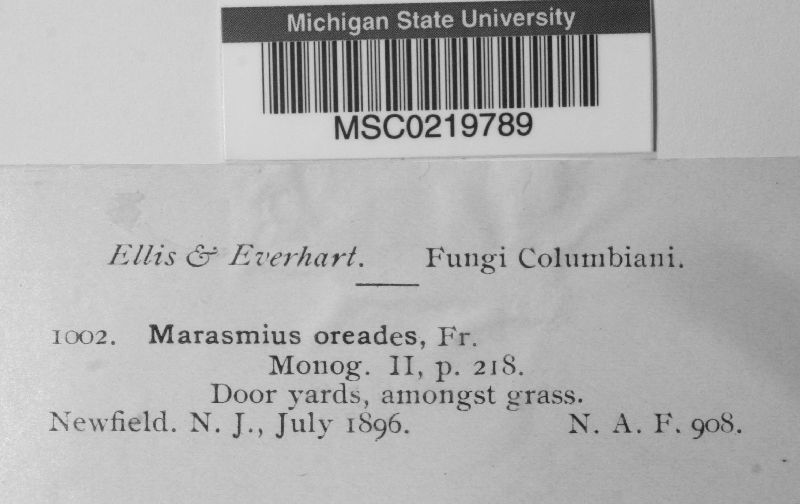 Michigan State University
MSC0219789
Ellis & Everhart. Fungi Columbiani.
1002. Marasmius oreades, Fr.
Monog. II, p. 218.
Door yards, amongst grass.
Newfield. N. J., July 1896. N. A. F. 908.